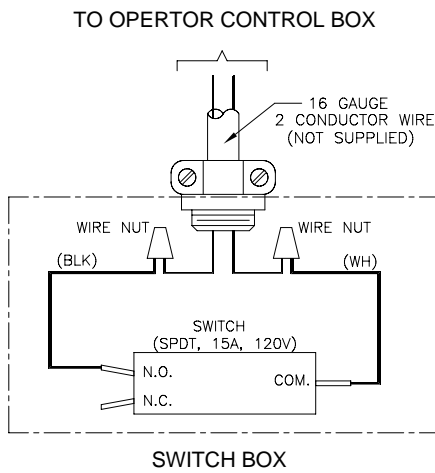 TO OPERTOR CONTROL BOX
16 GAUGE
2 CONDUCTOR WIRE
(NOT SUPPLIED)
WIRE NUT
WIRE NUT
(BLK)
(WH)
SWITCH
(SPDT, 15A, 120V)
N.O.
COM.
N.C.
SWITCH BOX